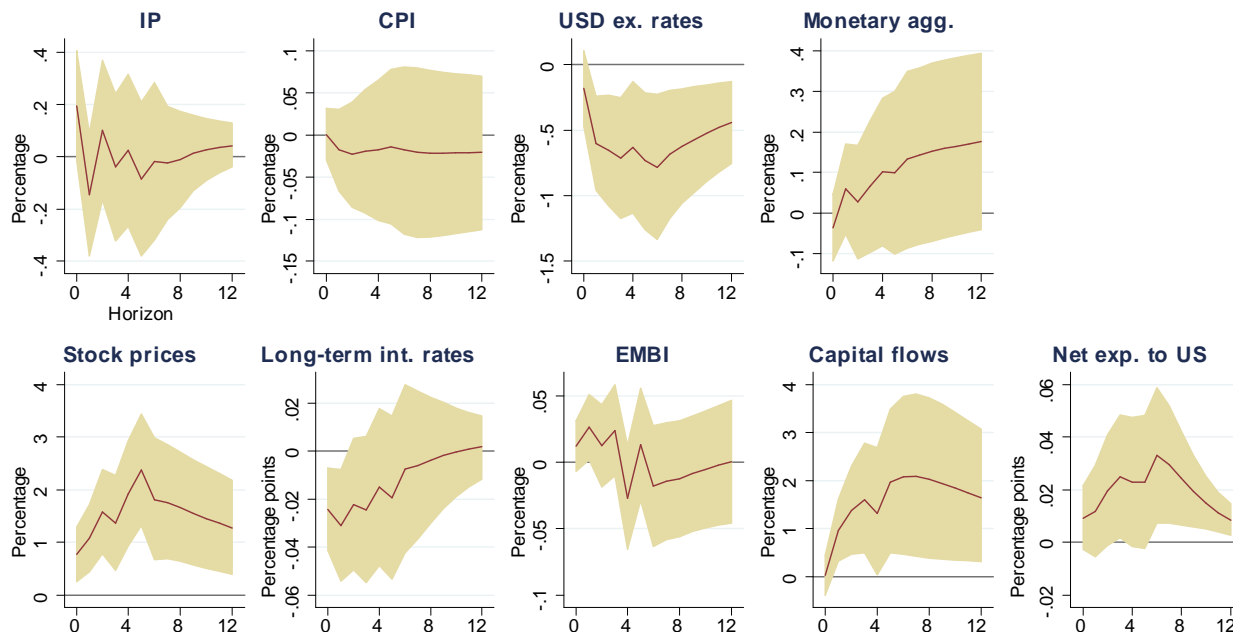 IP
CPI
USD ex. rates
Monetary agg.
Percentage
.4
.2
0
-.2
-.4
0 4 8 12
Horizon
Percentage
.1
.05
0
-.05
-.1
-.15
0 4 8 12
Percentage
0
-.5
-1
-1.5
0 4 8 12
Percentage
.4
.3
.2
.1
0
-.1
0 4 8 12
Stock prices
Long-term int. rates
EMBI
Capital flows
Net exp. to US
Percentage
4
3
2
1
0
0 4 8 12
Percentage points
.02
0
-.02
-.04
-.06
0 4 8 12
Percentage
.05
0
-.05
-.1
0 4 8 12
Percentage
4
3
2
1
0
0 4 8 12
Percentage points
.06
.04
.02
0
-.02
0 4 8 12